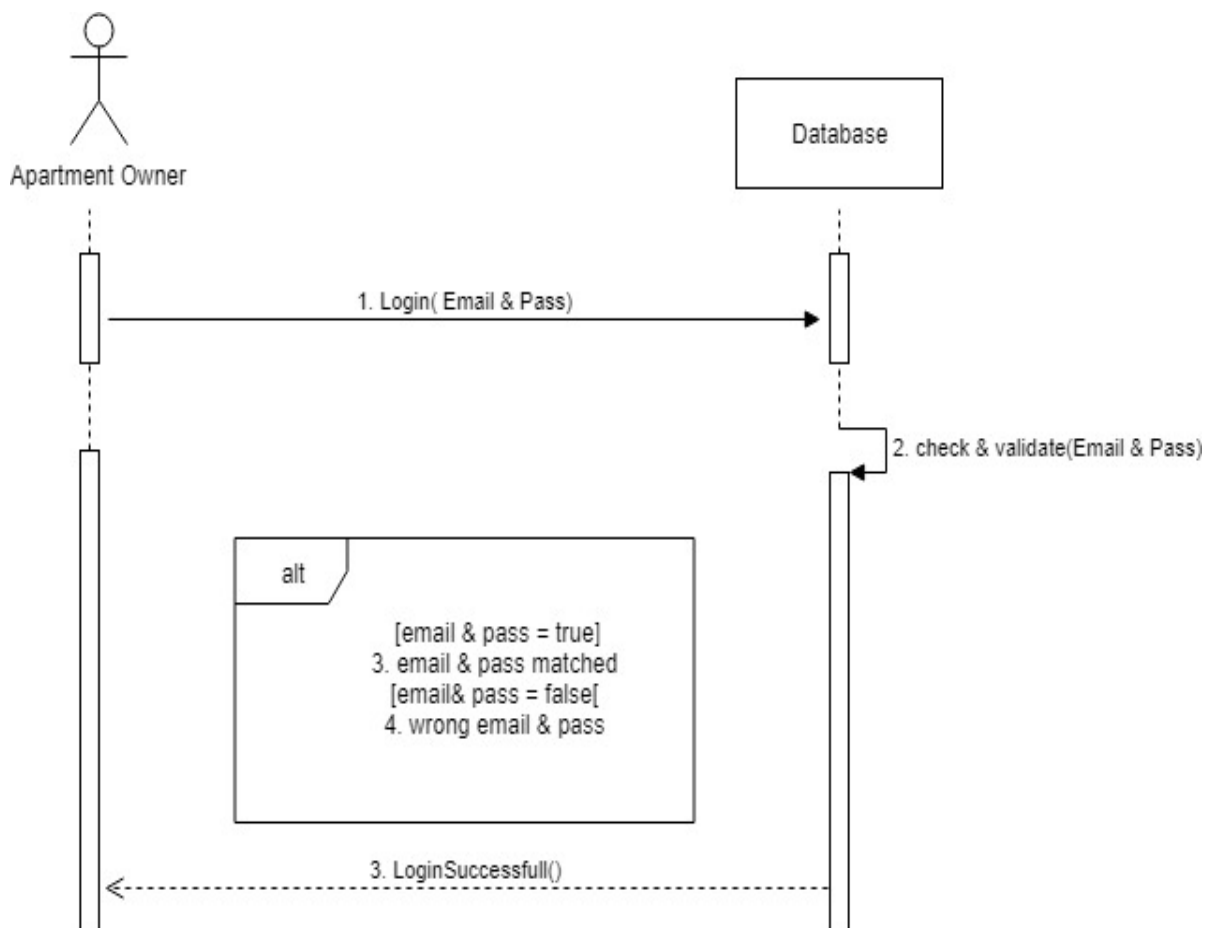 Apartment Owner
Database
1. Login( Email & Pass)
2. check & validate(Email & Pass)
alt
[email & pass = true]
3. email & pass matched
[email& pass = false[
4. wrong email & pass
3. LoginSuccessfull()